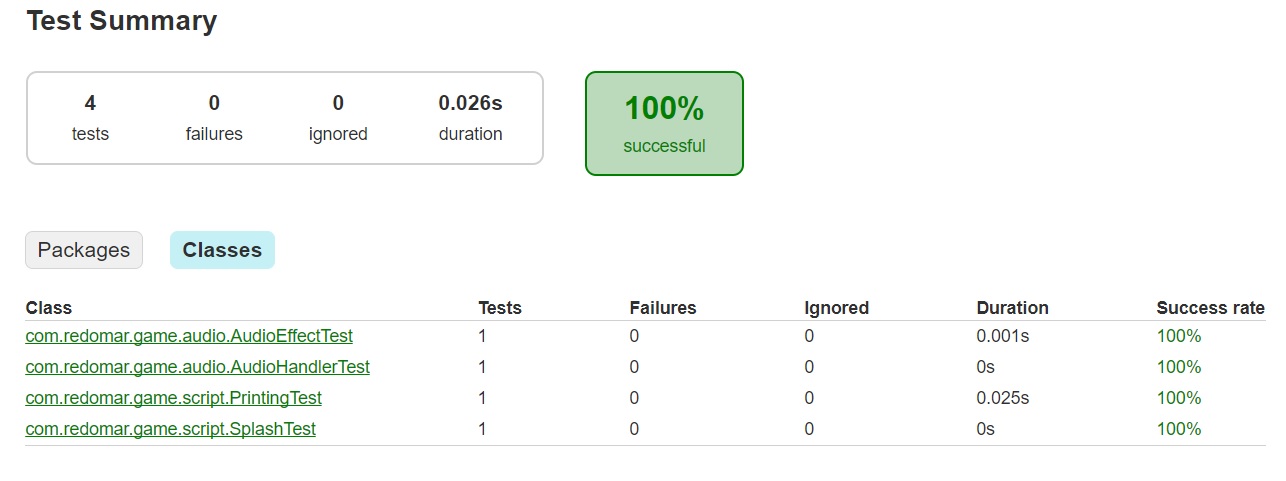 Test Summary
4 0 0 0.026s 100%
tests failures ignored duration successful
Packages Classes
Class Tests Failures Ignored Duration Success rate
com.redomar.game.audio.AudioEffectTest 1 0 0 0.001s 100%
com.redomar.game.audio.AudioHandlerTest 1 0 0 0s 100%
com.redomar.game.script.PrintingTest 1 0 0 0.025s 100%
com.redomar.game.script.SplashTest 1 0 0 0s 100%